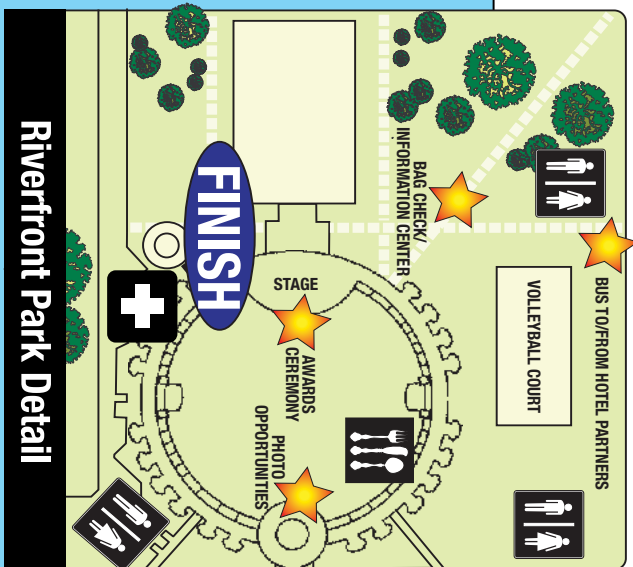 Riverfront Park Detail
FINISH
STAGE
AWARDS
CEREMONY
PHOTO
OPPORTUNITIES
BAG CHECK/
INFORMATION CENTER
VOLLEYBALL COURT
BUS TO/FROM HOTEL PARTNERS